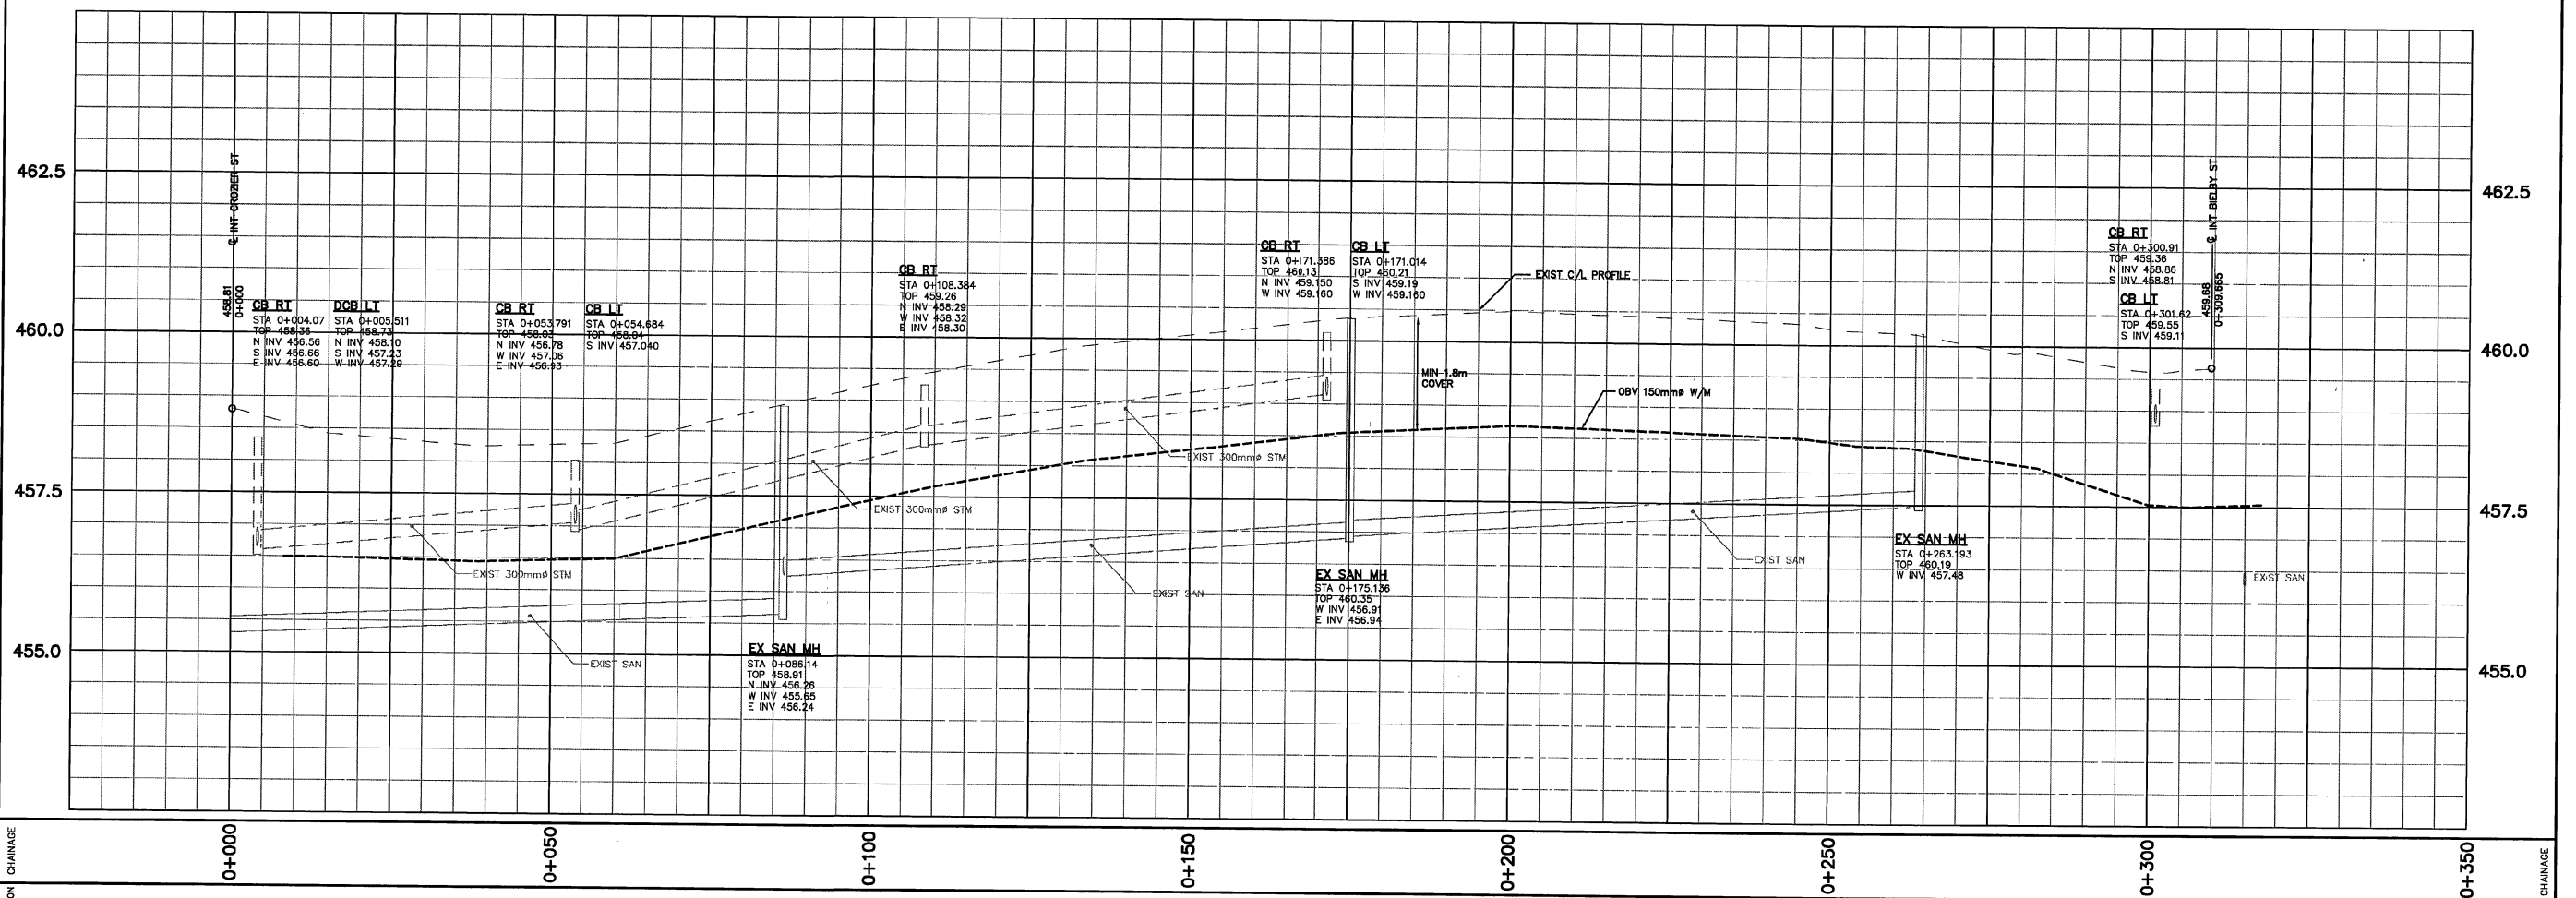 462.5
460.0
457.5
455.0
℄ INT CROZIER ST
458.81
0+000
CB RT
STA 0+004.07
TOP 458.36
N INV 456.56
S INV 456.66
E INV 456.60
DCB LT
STA 0+005.511
TOP 458.73
N INV 458.10
S INV 457.23
W INV 457.29
CB RT
STA 0+053.791
N INV 456.78
W INV 457.06
E INV 456.93
CB LT
STA 0+054.684
S INV 457.040
CB RT
STA 0+108.384
TOP 459.26
N INV 458.29
W INV 458.32
E INV 458.30
CB RT
STA 0+171.386
TOP 460.13
N INV 459.150
W INV 459.160
CB LT
STA 0+171.014
TOP 460.21
S INV 459.19
W INV 459.160
EXIST C/L PROFILE
MIN 1.8m
COVER
OBV 150mmø W/M
CB RT
STA 0+300.91
TOP 459.36
N INV 458.86
S INV 458.81
CB LT
STA 0+301.62
TOP 459.55
S INV 459.11
℄ INT BIELBY ST
459.68
0+309.665
462.5
460.0
457.5
455.0
EXIST 300mmø STM
EXIST 300mmø STM
EXIST 300mmø STM
EXIST SAN
EXIST SAN
EXIST SAN
EXIST SAN
EX SAN MH
STA 0+086.14
TOP 458.91
N INV 456.26
W INV 455.65
E INV 456.24
EX SAN MH
STA 0+175.136
TOP 460.35
W INV 456.91
E INV 456.94
EX SAN MH
STA 0+263.193
TOP 460.19
W INV 457.48
CHAINAGE
0+000
0+050
0+100
0+150
0+200
0+250
0+300
0+350
CHAINAGE
ON